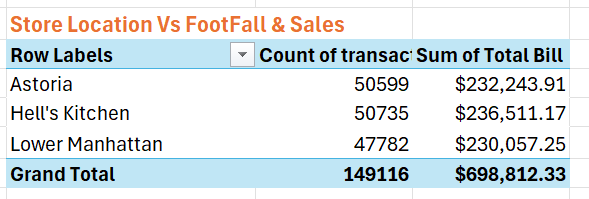 Store Location Vs FootFall & Sales
Row Labels Count of transac Sum of Total Bill
Astoria 50599 $232,243.91
Hell's Kitchen 50735 $236,511.17
Lower Manhattan 47782 $230,057.25
Grand Total 149116 $698,812.33